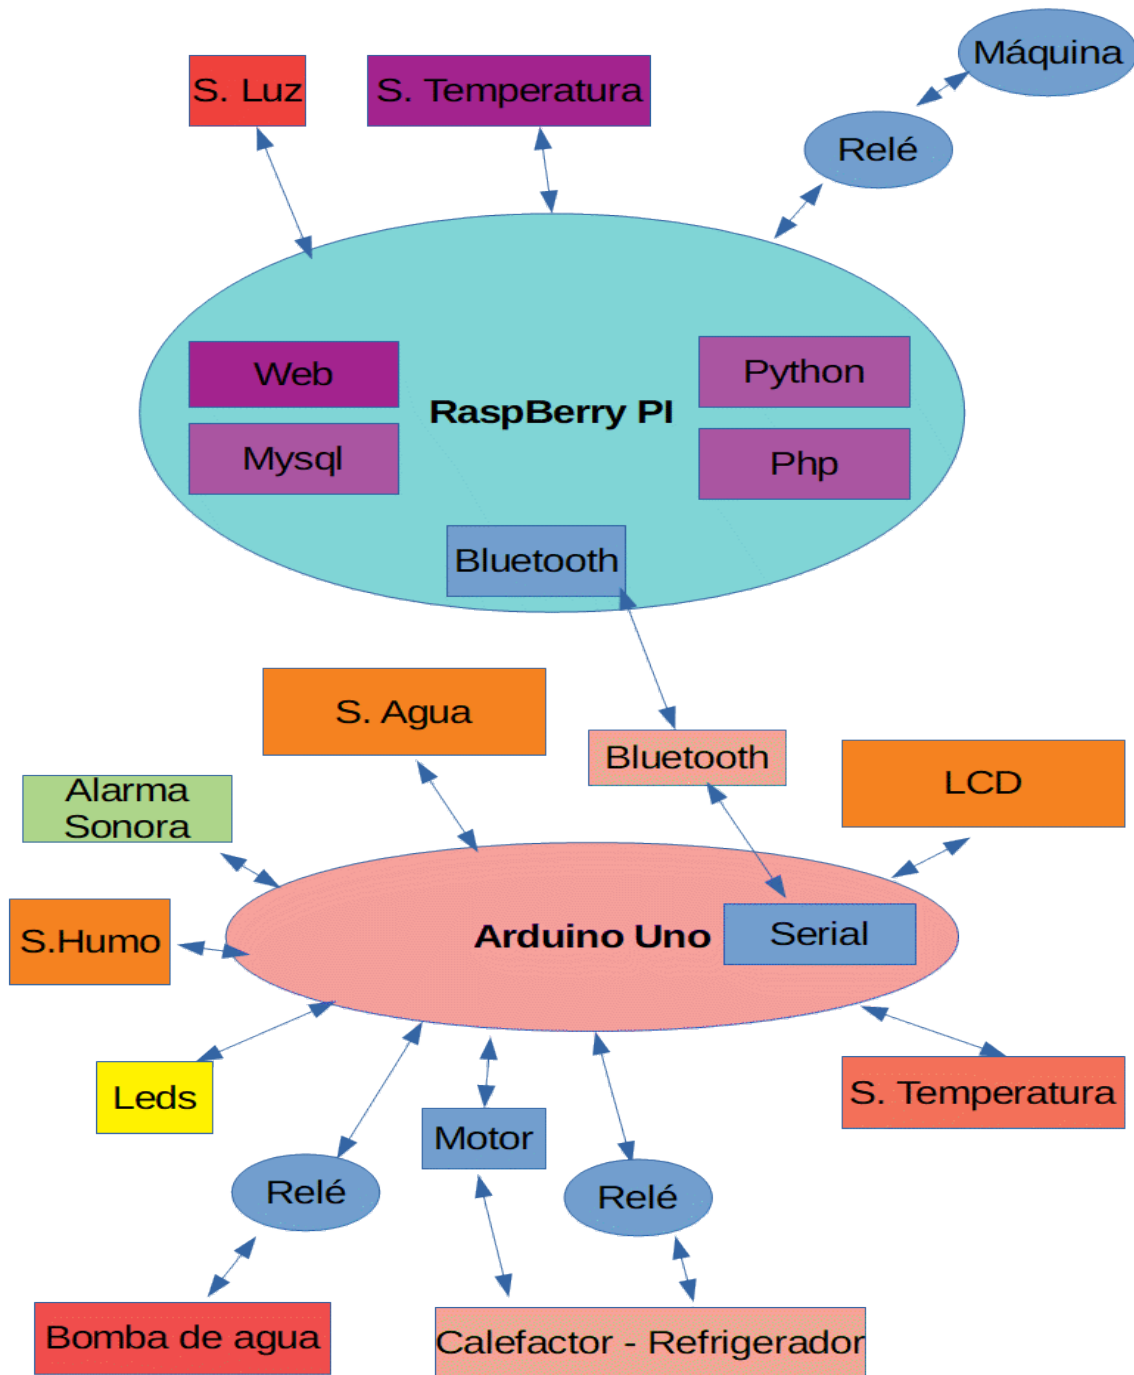 Máquina
S. Luz
S. Temperatura
Relé
Web
Python
RaspBerry PI
Mysql
Php
Bluetooth
S. Agua
Bluetooth
LCD
Alarma
Sonora
S.Humo
Arduino Uno
Serial
Leds
S. Temperatura
Motor
Relé
Relé
Bomba de agua
Calefactor - Refrigerador